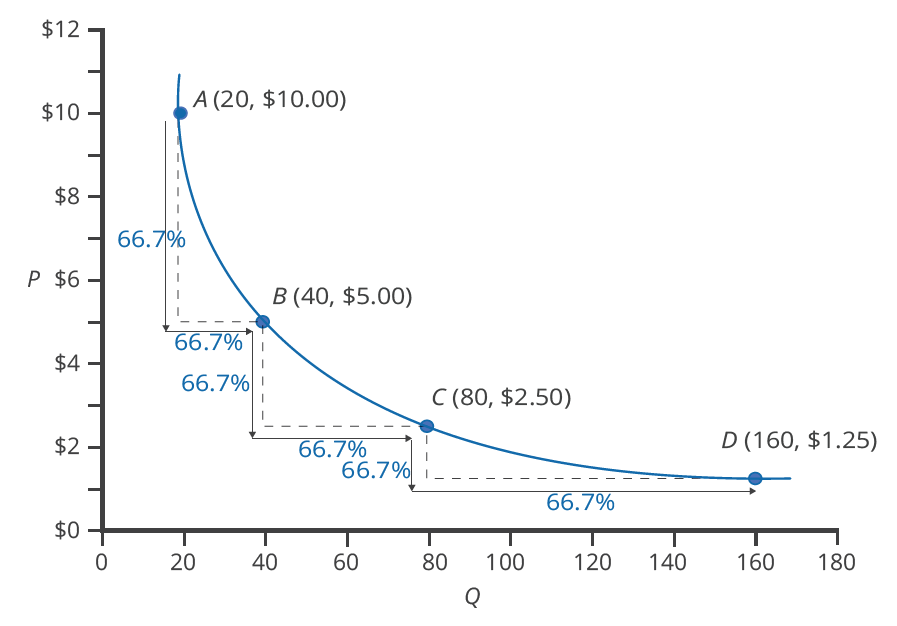 $12
$10
$8
P $6
$4
$2
$0
A (20, $10.00)
66.7%
B (40, $5.00)
66.7%
66.7%
C (80, $2.50)
66.7%
66.7%
D (160, $1.25)
66.7%
0 20 40 60 80 100 120 140 160 180
Q